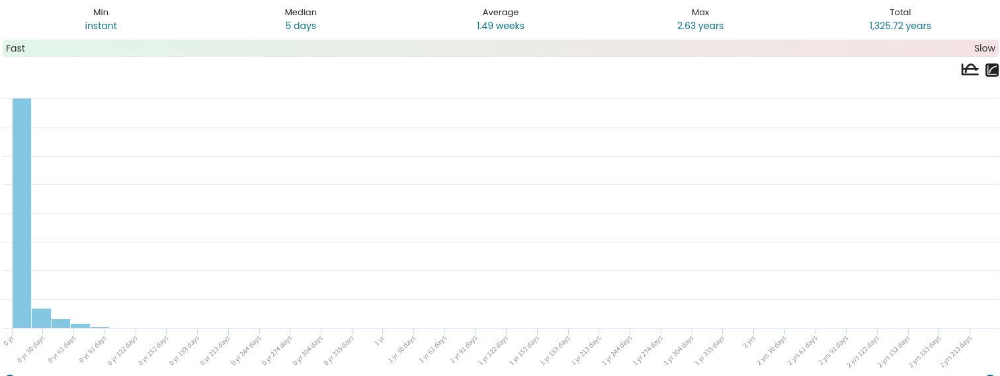 Min Median Average Max Total
instant 5 days 1.49 weeks 2.63 years 1,325.72 years
Fast Slow
0 yr
0 yr 30 days
0 yr 61 days
0 yr 91 days
0 yr 122 days
0 yr 152 days
0 yr 183 days
0 yr 213 days
0 yr 244 days
0 yr 274 days
0 yr 304 days
0 yr 335 days
1 yr
1 yr 30 days
1 yr 61 days
1 yr 91 days
1 yr 122 days
1 yr 152 days
1 yr 183 days
1 yr 213 days
1 yr 244 days
1 yr 274 days
1 yr 304 days
1 yr 335 days
2 yrs
2 yrs 30 days
2 yrs 61 days
2 yrs 91 days
2 yrs 122 days
2 yrs 152 days
2 yrs 183 days
2 yrs 213 days